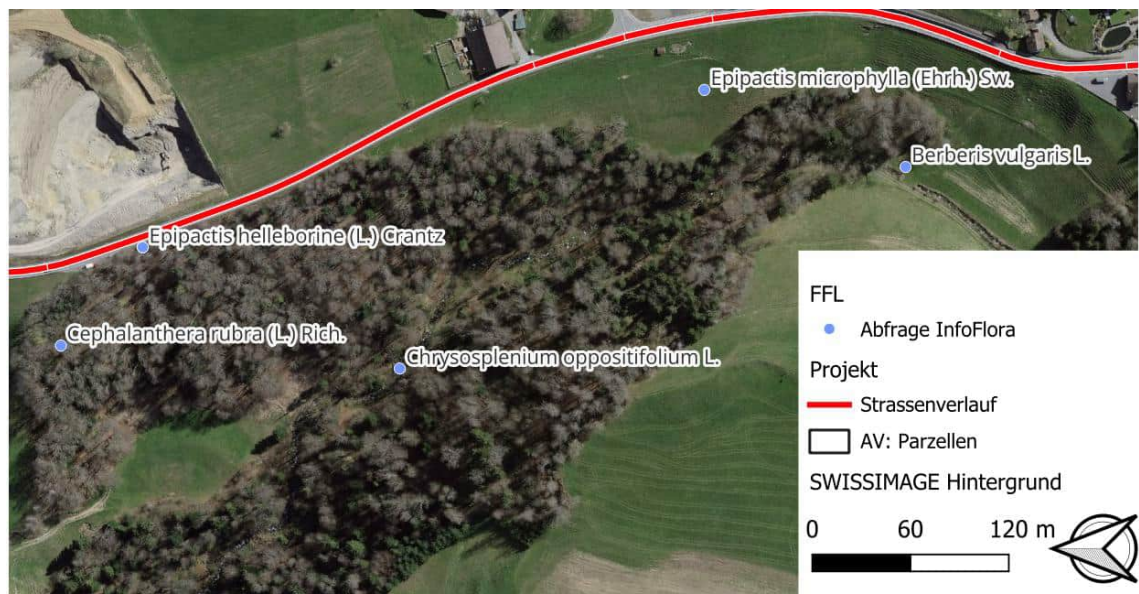 Epipactis microphylla (Ehrh.) Sw.
Berberis vulgaris L.
Epipactis helleborine (L.) Crantz
Cephalanthera rubra (L.) Rich.
Chrysosplenium oppositifolium L.
FFL
Abfrage InfoFlora
Projekt
Strassenverlauf
AV: Parzellen
SWISSIMAGE Hintergrund
0 60 120 m